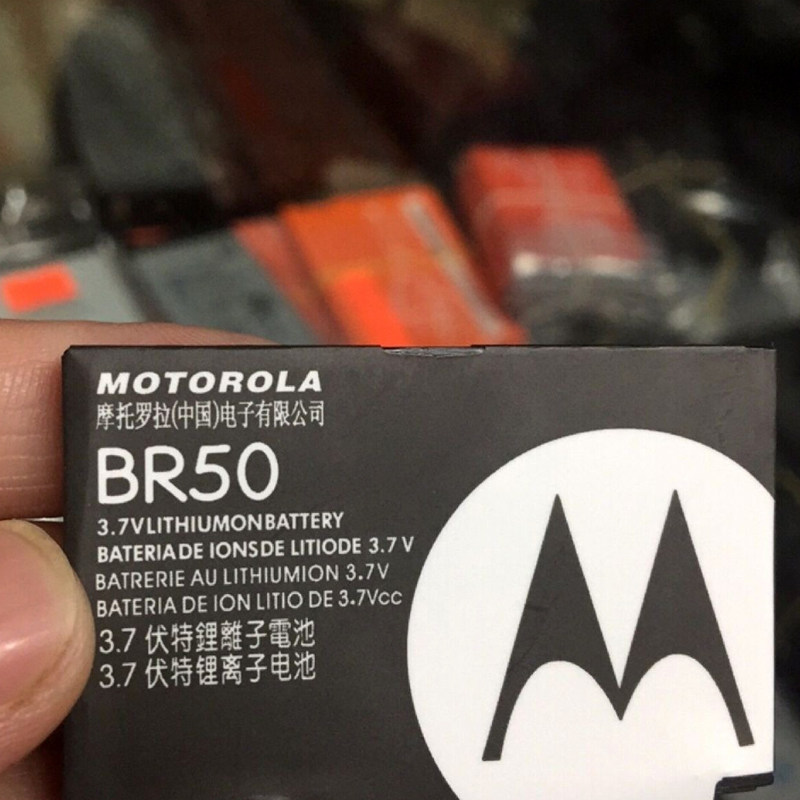 MOTOROLA
摩托罗拉(中国)电子有限公司
BR50
3.7VLITHIUMONBATTERY
BATERIADE IONSDE LITIODE 3.7 V
BATRERIE AU LITHIUMION 3.7V
BATERIA DE ION LITIO DE 3.7Vcc
3.7 伏特鋰離子電池
3.7 伏特锂离子电池